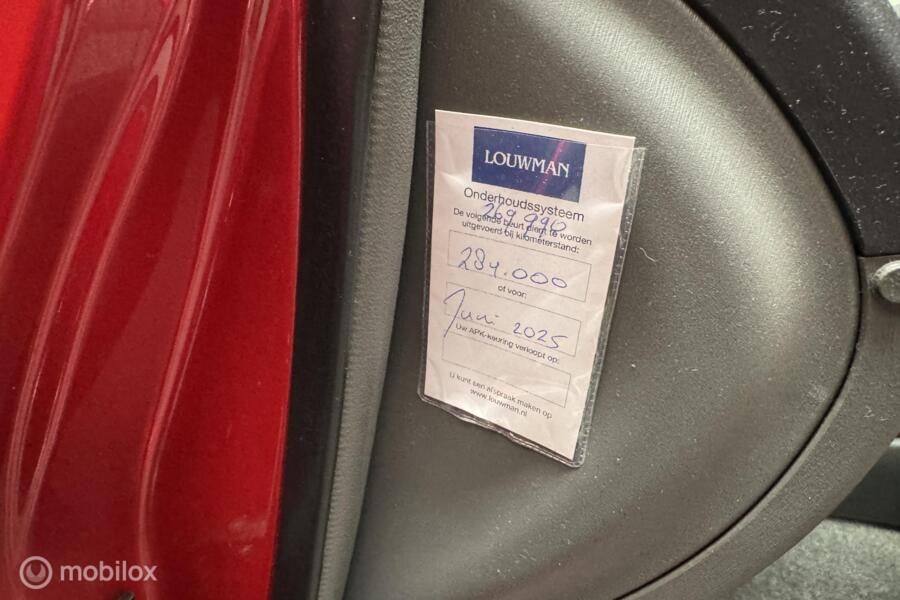 LOUWMAN
Onderhoudssysteem
269.990
De volgende beurt dient te worden
uitgevoerd bij kilometerstand:
284.000
of voor:
Juni 2025
Uw APK-keuring verloopt op:
U kunt een afspraak maken op
www.louwman.nl
mobilox